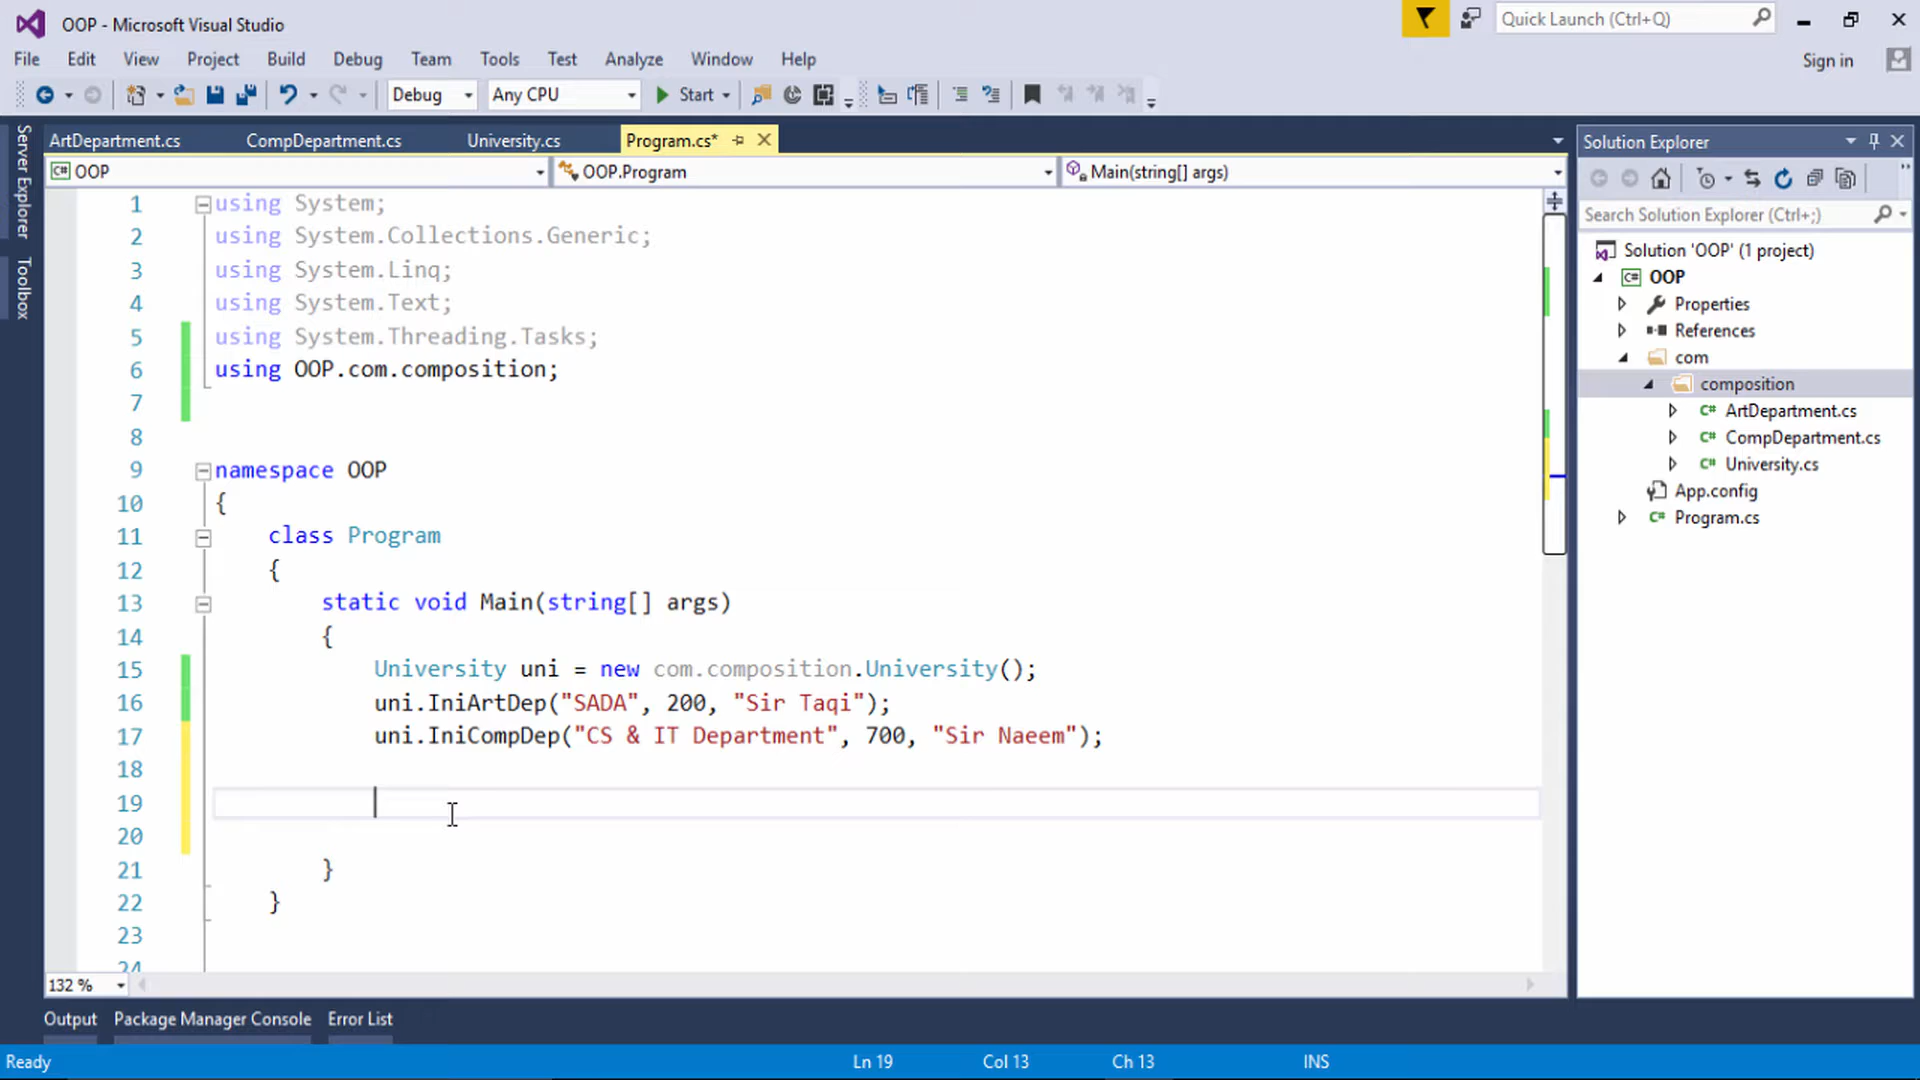 OOP - Microsoft Visual Studio
Quick Launch (Ctrl+Q)
File Edit View Project Build Debug Team Tools Test Analyze Window Help
Sign in
Debug Any CPU Start
Server Explorer
Toolbox
ArtDepartment.cs CompDepartment.cs University.cs Program.cs*
OOP OOP.Program Main(string[] args)
1 using System;
2 using System.Collections.Generic;
3 using System.Linq;
4 using System.Text;
5 using System.Threading.Tasks;
6 using OOP.com.composition;
7
8
9 namespace OOP
10 {
11 class Program
12 {
13 static void Main(string[] args)
14 {
15 University uni = new com.composition.University();
16 uni.IniArtDep("SADA", 200, "Sir Taqi");
17 uni.IniCompDep("CS & IT Department", 700, "Sir Naeem");
18
19
20
21 }
22 }
23
24
132 %
Solution Explorer
Search Solution Explorer (Ctrl+;)
Solution 'OOP' (1 project)
C# OOP
Properties
References
com
composition
C# ArtDepartment.cs
C# CompDepartment.cs
C# University.cs
App.config
C# Program.cs
Output Package Manager Console Error List
Ready Ln 19 Col 13 Ch 13 INS